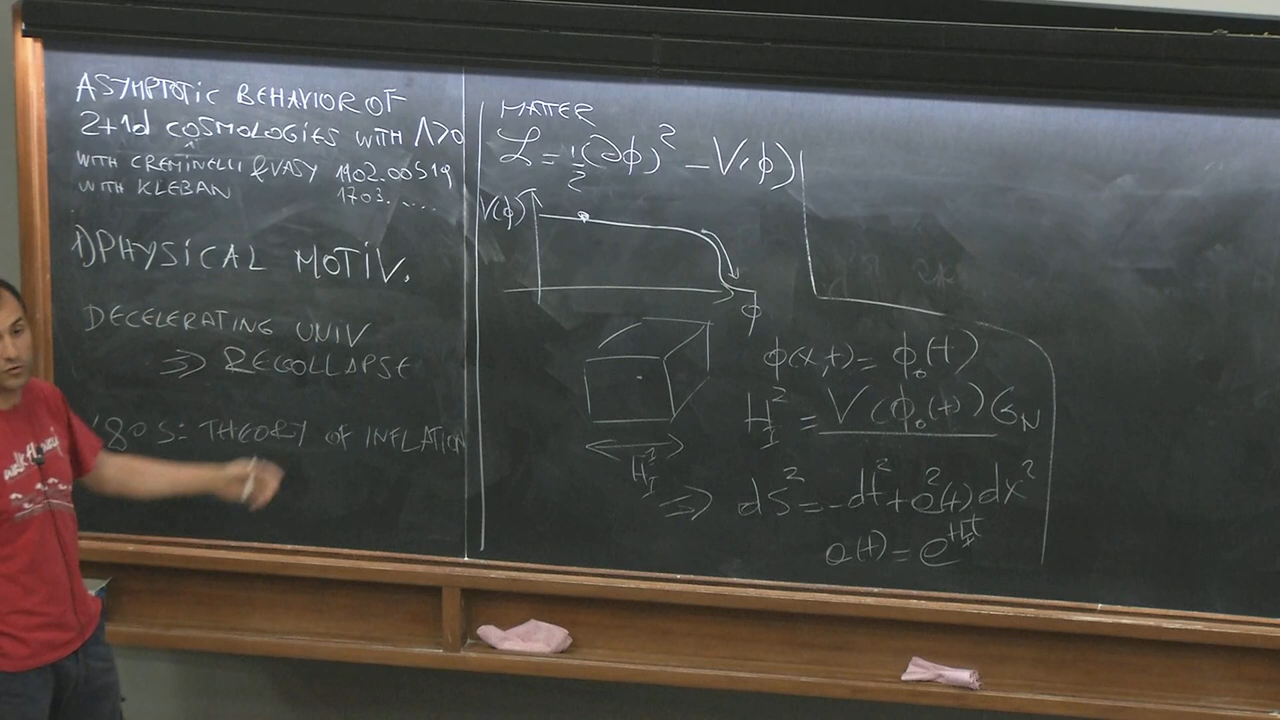 ASYMPTOTIC BEHAVIOR OF
2+1d COSMOLOGIES WITH Λ>0
WITH CREMINELLI & VASY 1902.00519
WITH KLEBAN 1703. ....
1) PHYSICAL MOTIV.
DECELERATING UNIV
⇒ RECOLLAPSE
'80s: THEORY OF INFLATION
MATTER
ℒ = 1/2 (∂ϕ)² - V(ϕ)
V(ϕ)
ϕ
ϕ(x,t) = ϕ₀(t)
H_I² = V(ϕ₀(t)) G_N
⇒ dS² = -dt² + a²(t) dx²
a(t) = e^{+H_I t}